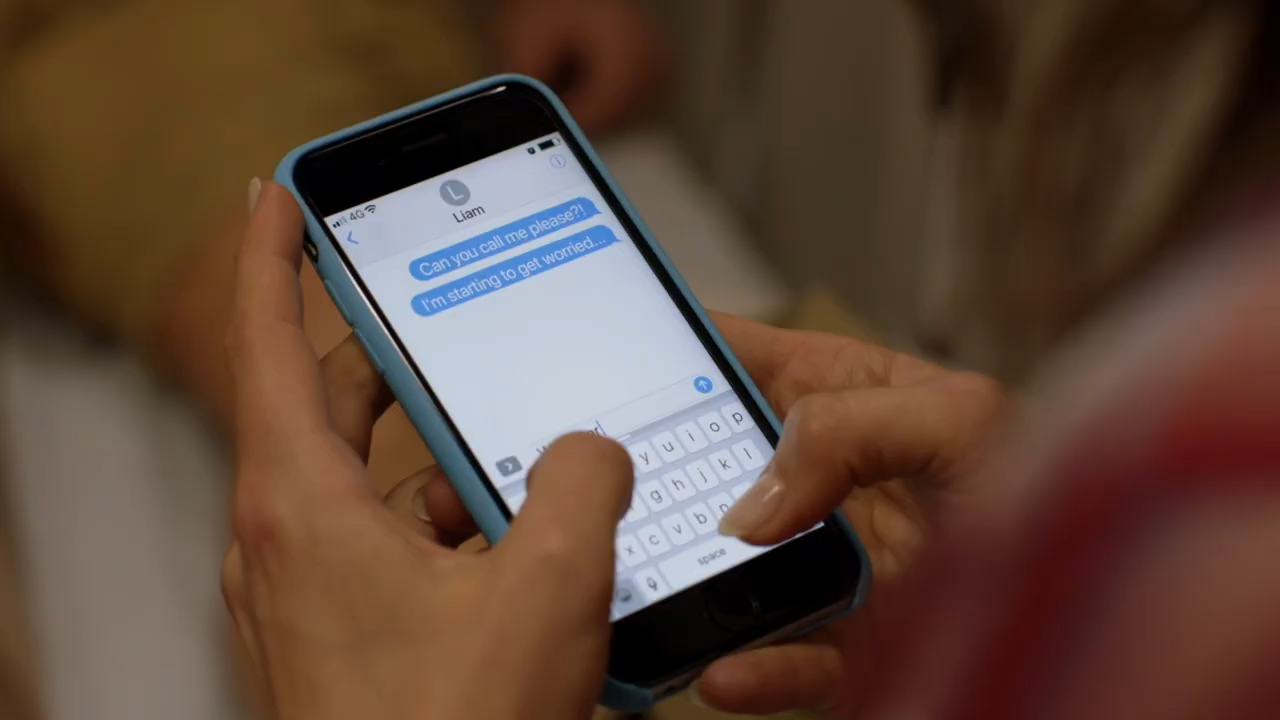 4G
L
Liam
Can you call me please?!
I'm starting to get worried...
y u i o p
g h j k l
x c v b
space